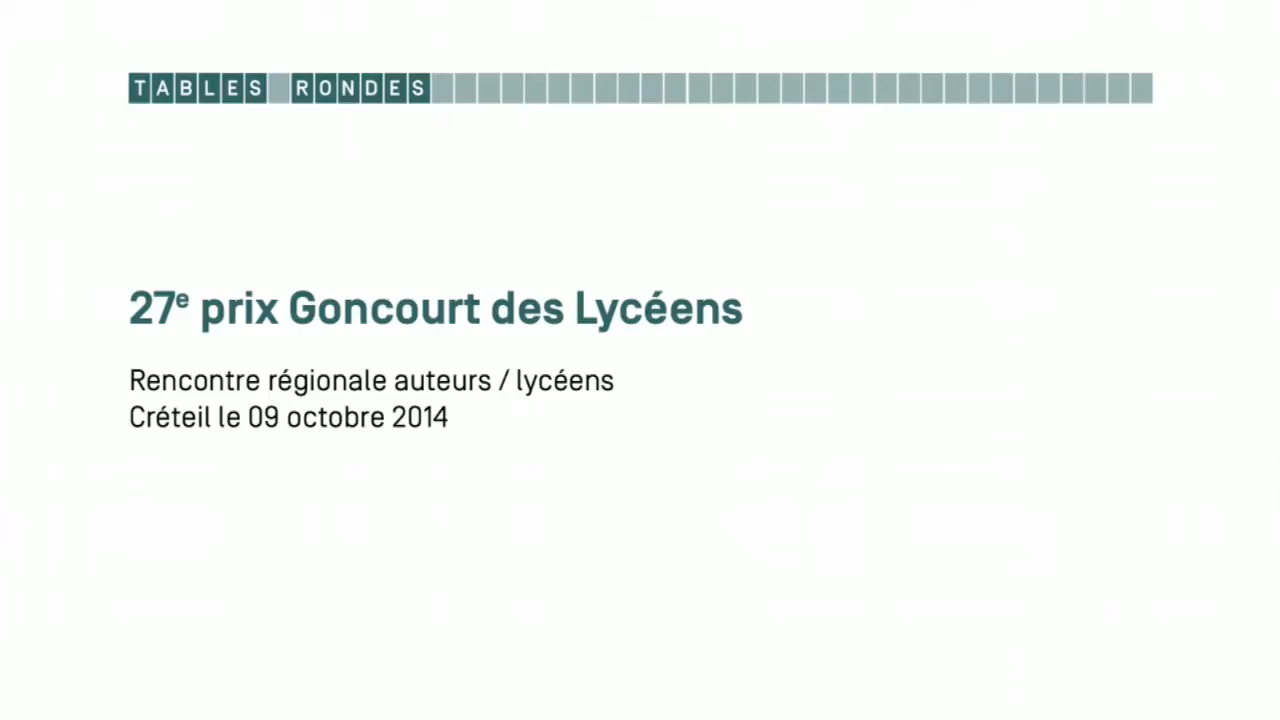 TABLES RONDES
27e prix Goncourt des Lycéens
Rencontre régionale auteurs / lycéens
Créteil le 09 octobre 2014